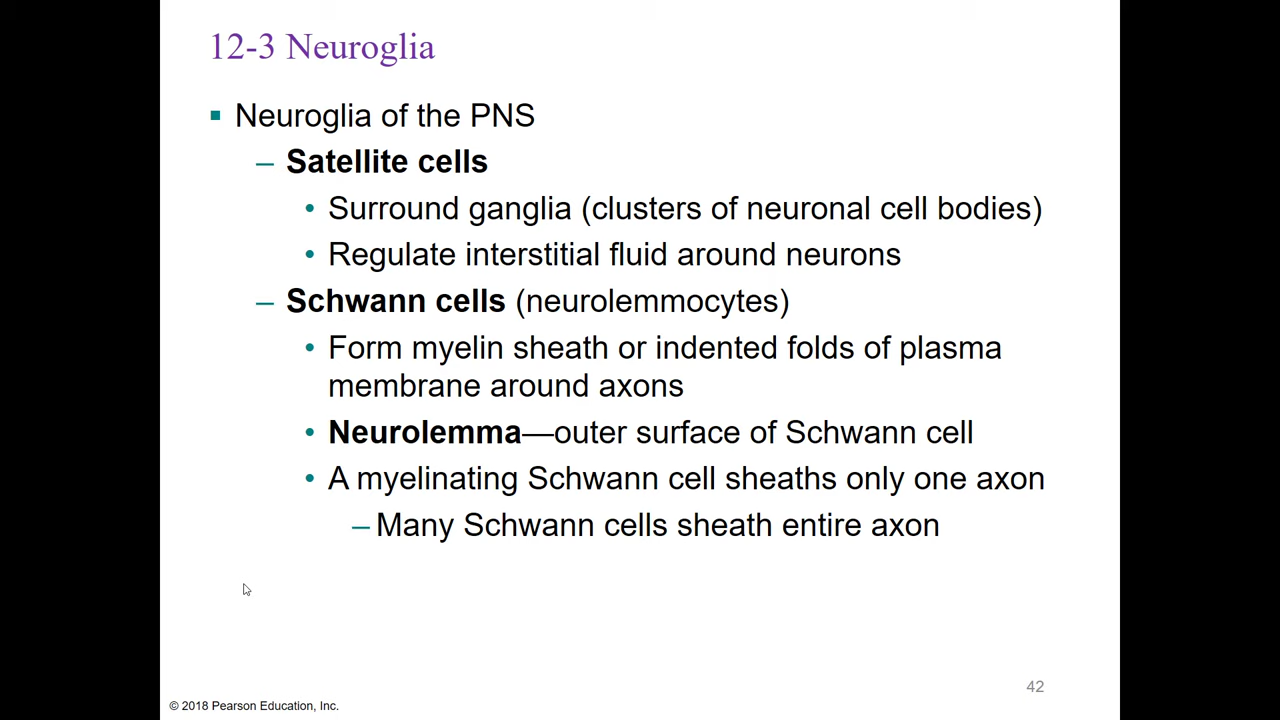 12-3 Neuroglia
▪ Neuroglia of the PNS
– Satellite cells
• Surround ganglia (clusters of neuronal cell bodies)
• Regulate interstitial fluid around neurons
– Schwann cells (neurolemmocytes)
• Form myelin sheath or indented folds of plasma
membrane around axons
• Neurolemma—outer surface of Schwann cell
• A myelinating Schwann cell sheaths only one axon
– Many Schwann cells sheath entire axon
42
© 2018 Pearson Education, Inc.